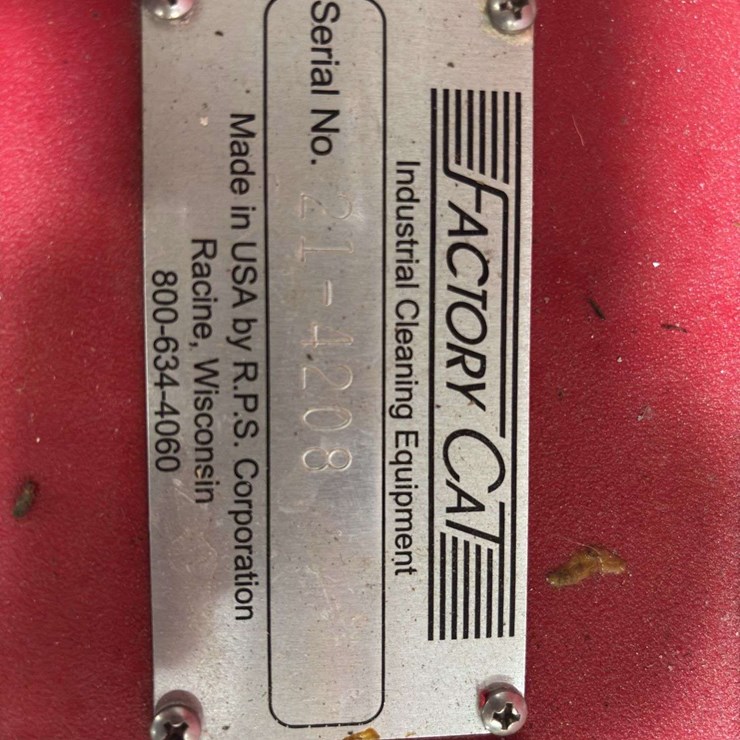 FACTORY CAT
Industrial Cleaning Equipment
Serial No. 21-4208
Made in USA by R.P.S. Corporation
Racine, Wisconsin
800-634-4060